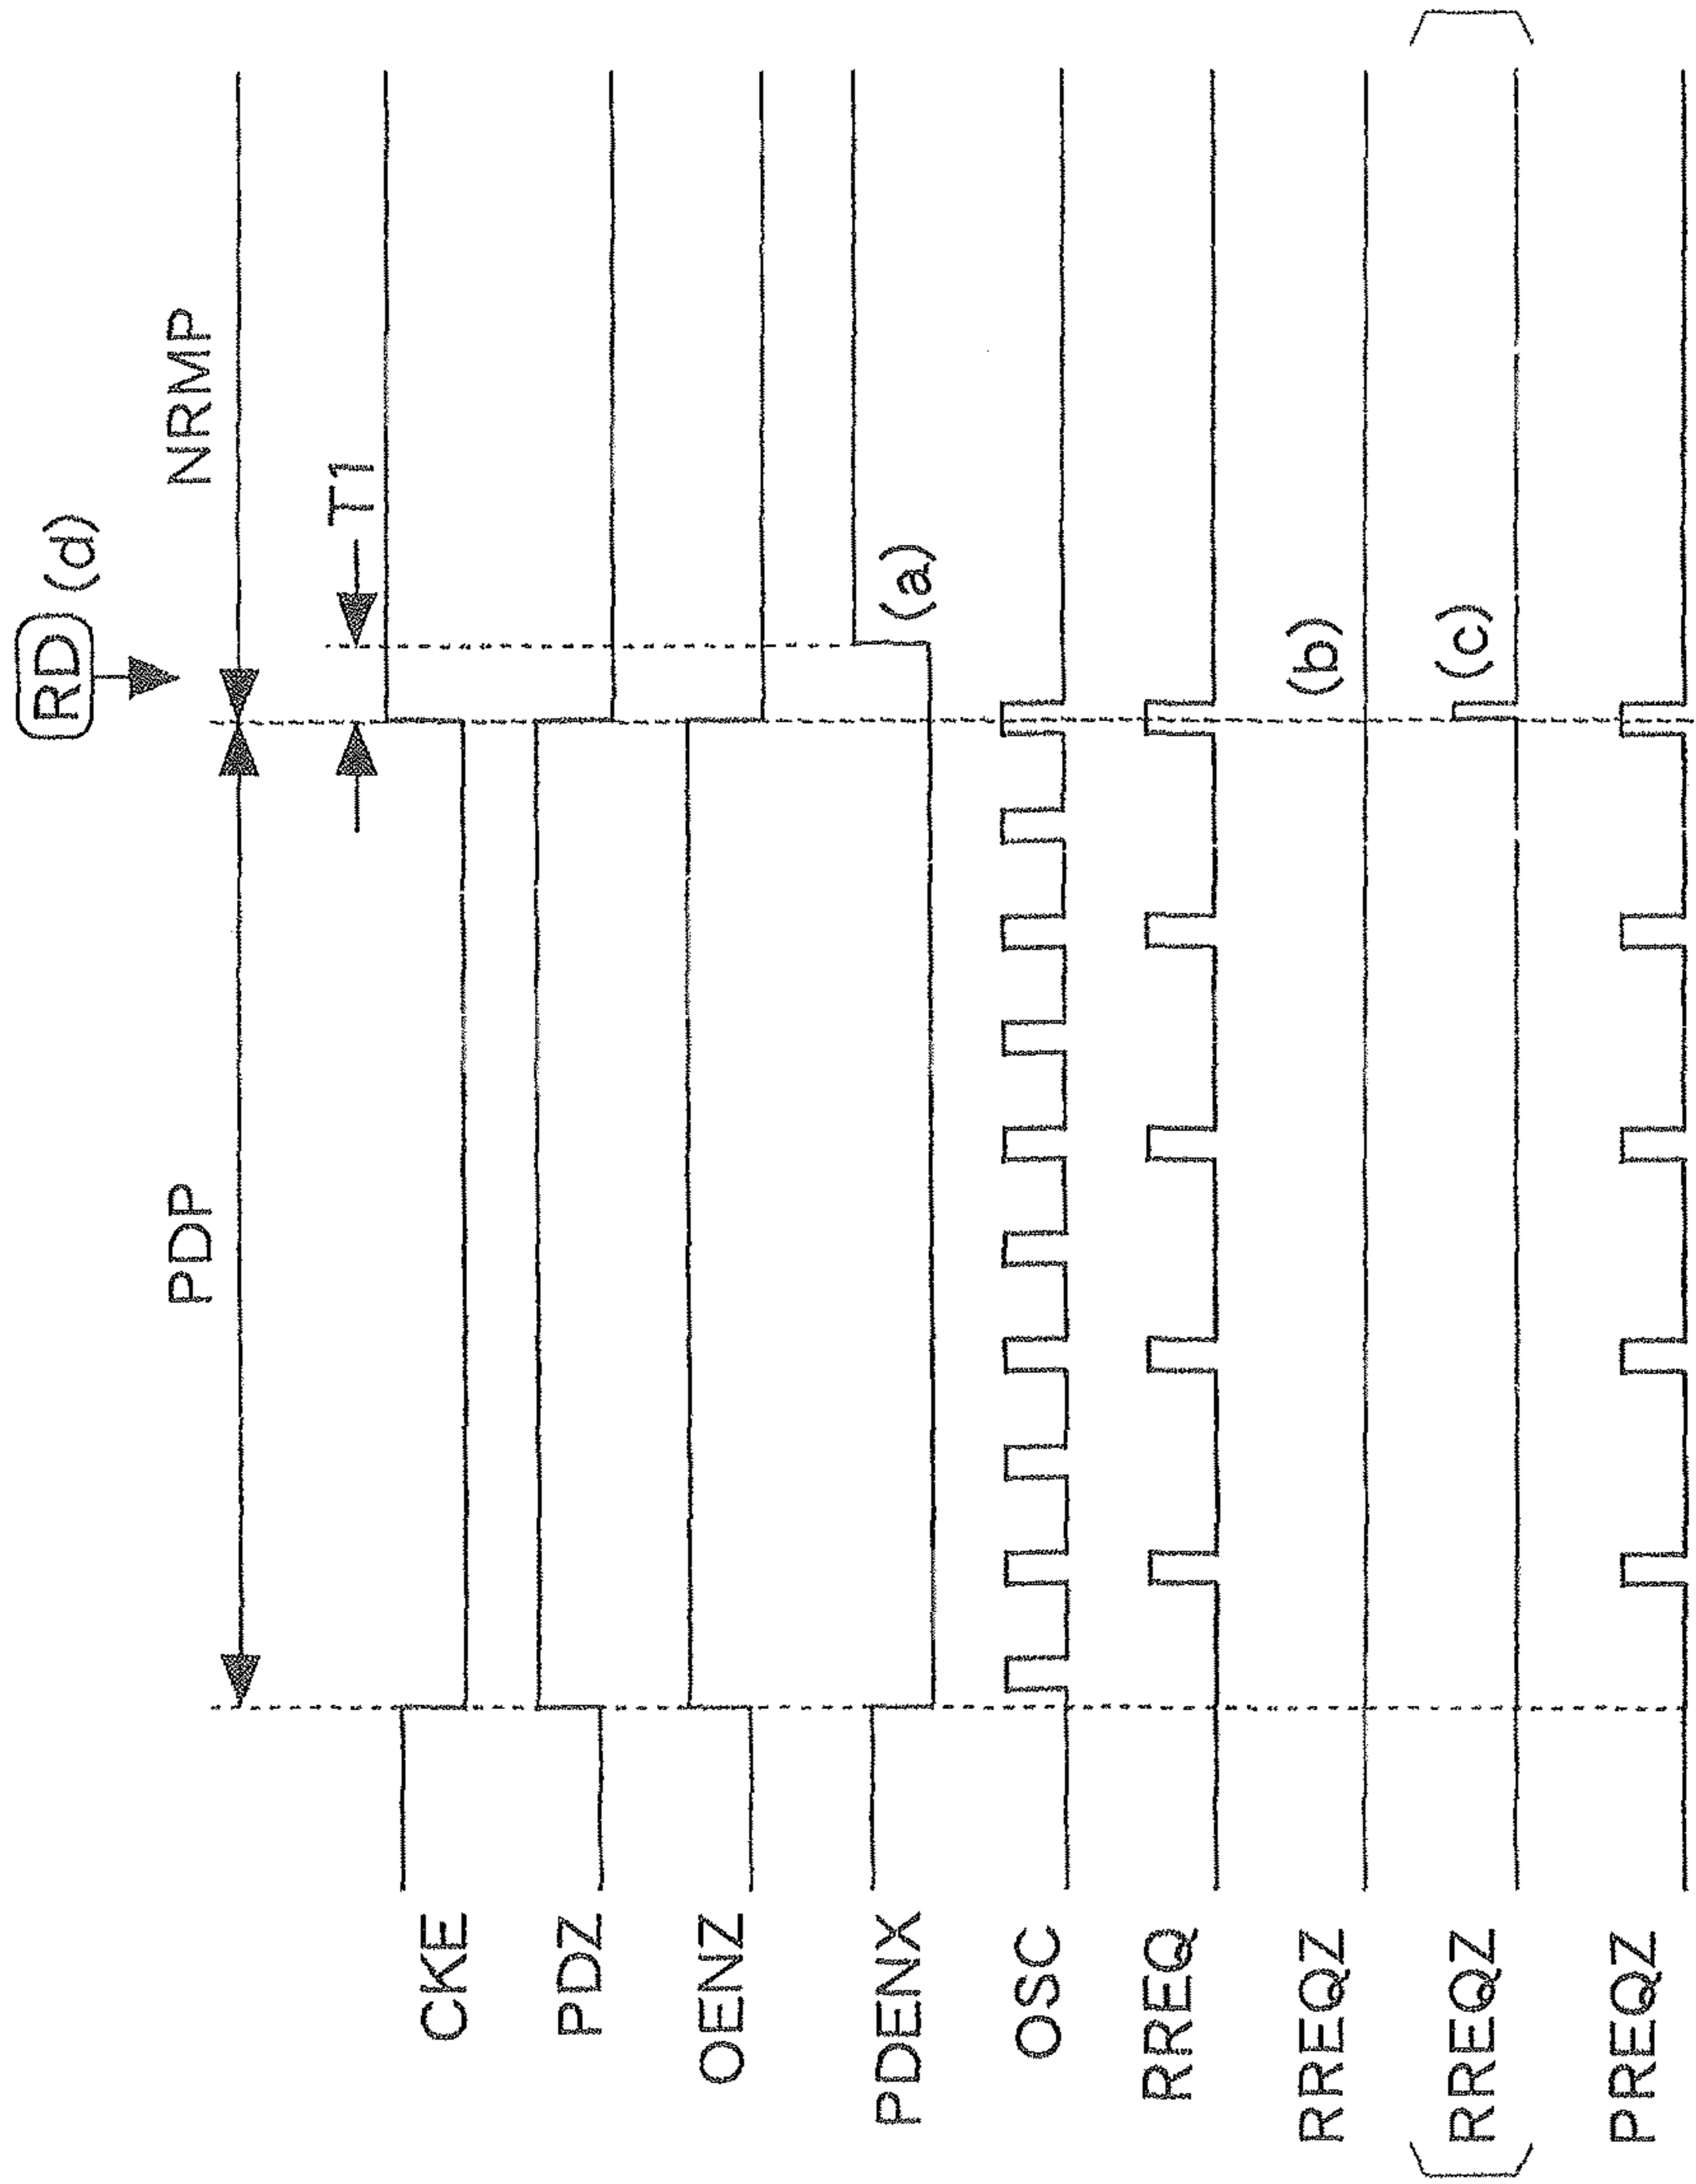 RD (d)
PDP NRMP
T1
CKE
PDZ
OENZ
PDENX (a)
OSC
RREQ
RREQZ (b)
RREQZ (c)
PREQZ